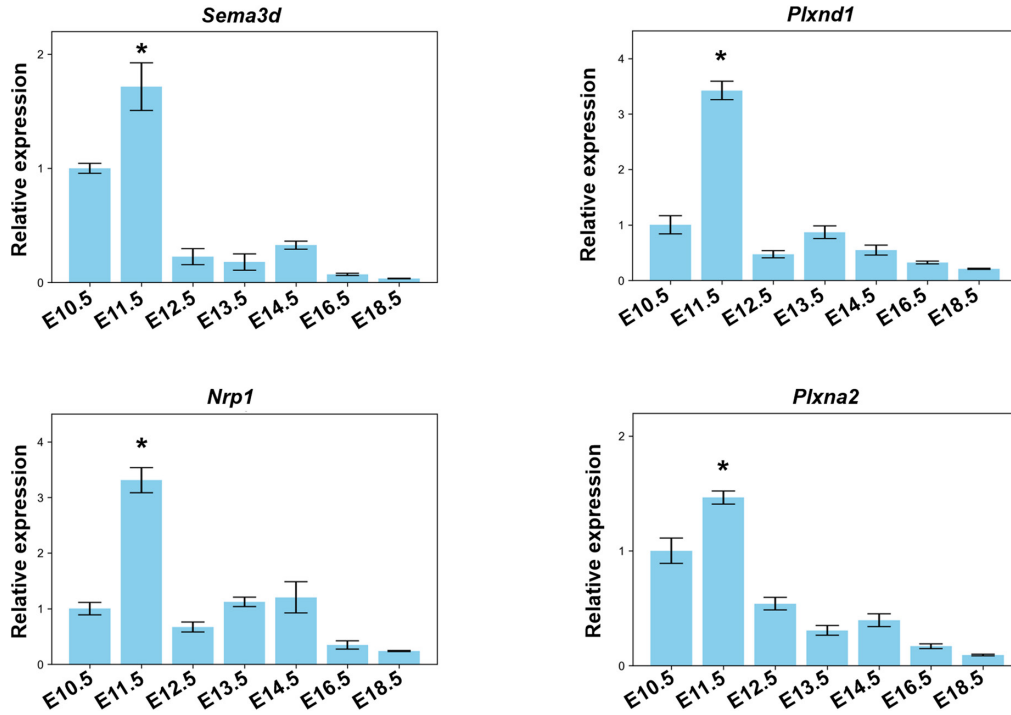 Sema3d
Relative expression
2
1
0
*
E10.5
E11.5
E12.5
E13.5
E14.5
E16.5
E18.5
Plxnd1
Relative expression
4
3
2
1
0
*
E10.5
E11.5
E12.5
E13.5
E14.5
E16.5
E18.5
Nrp1
Relative expression
4
3
2
1
0
*
E10.5
E11.5
E12.5
E13.5
E14.5
E16.5
E18.5
Plxna2
Relative expression
2
1
0
*
E10.5
E11.5
E12.5
E13.5
E14.5
E16.5
E18.5